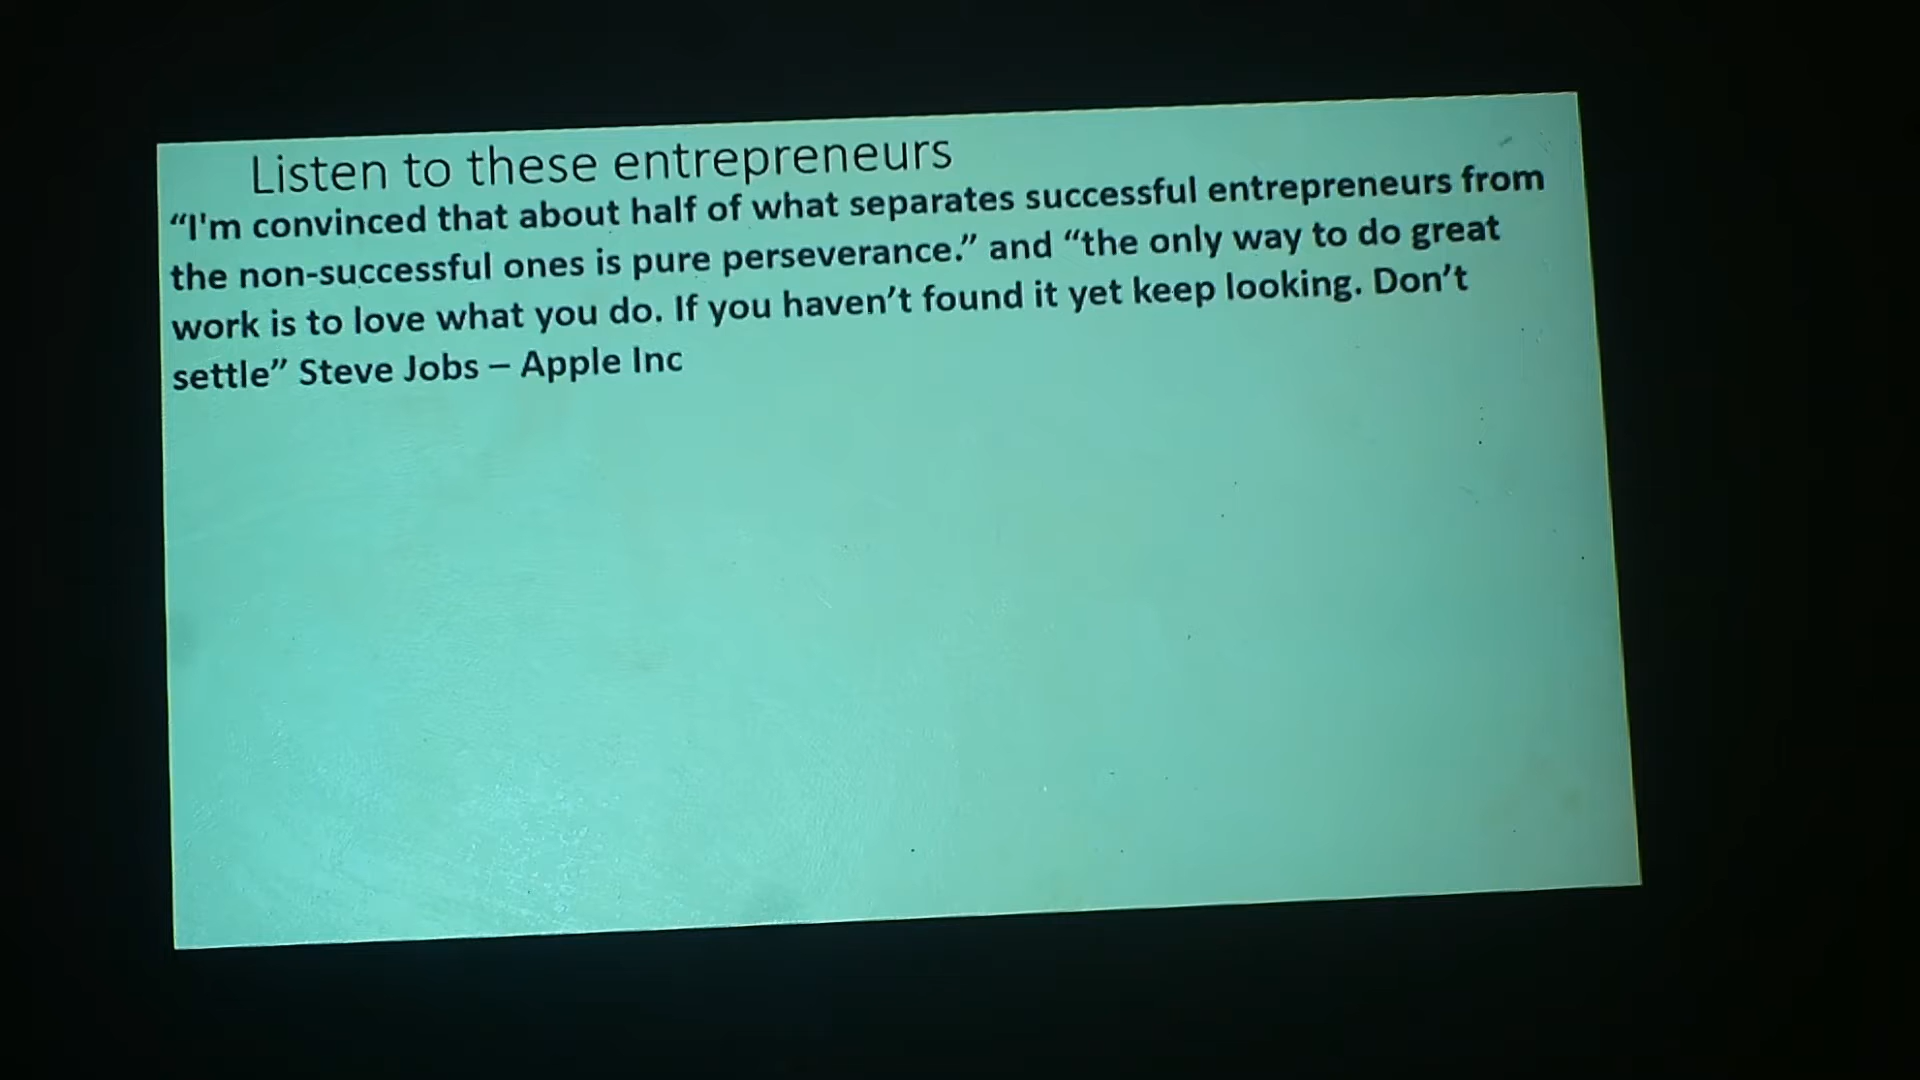 Listen to these entrepreneurs
“I'm convinced that about half of what separates successful entrepreneurs from
the non-successful ones is pure perseverance.” and “the only way to do great
work is to love what you do. If you haven’t found it yet keep looking. Don’t
settle” Steve Jobs – Apple Inc